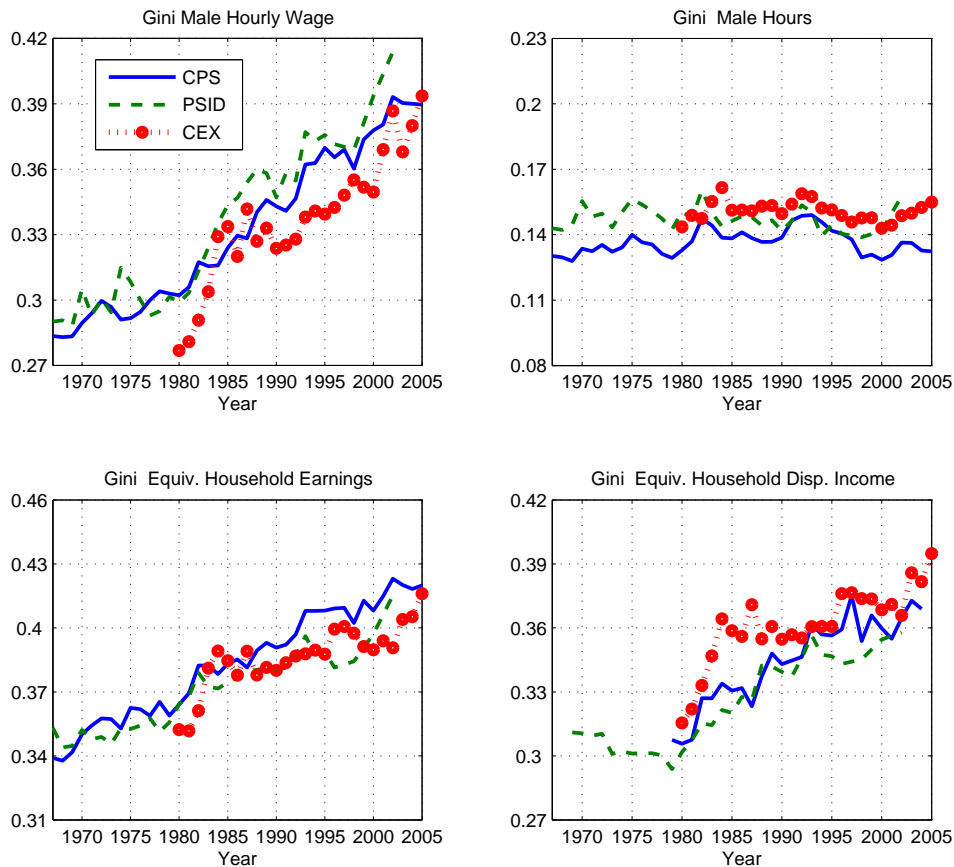 Gini Male Hourly Wage
0.42
0.39
0.36
0.33
0.3
0.27
CPS
PSID
CEX
1970 1975 1980 1985 1990 1995 2000 2005
Year
Gini Male Hours
0.23
0.2
0.17
0.14
0.11
0.08
1970 1975 1980 1985 1990 1995 2000 2005
Year
Gini Equiv. Household Earnings
0.46
0.43
0.4
0.37
0.34
0.31
1970 1975 1980 1985 1990 1995 2000 2005
Year
Gini Equiv. Household Disp. Income
0.42
0.39
0.36
0.33
0.3
0.27
1970 1975 1980 1985 1990 1995 2000 2005
Year